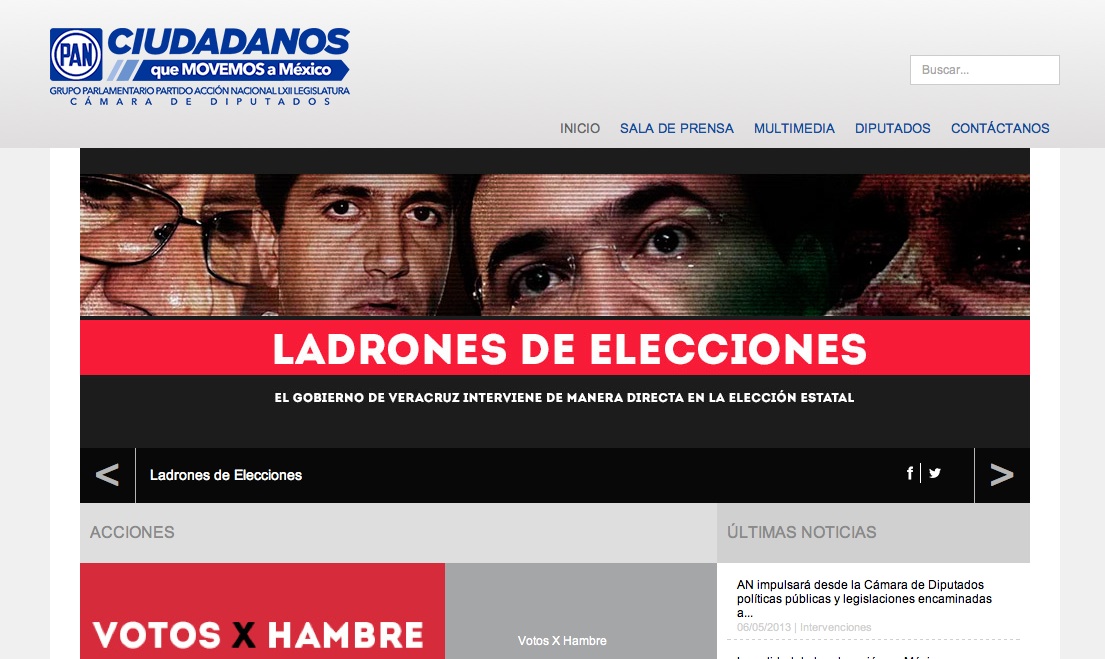 PAN
CIUDADANOS
que MOVEMOS a México
GRUPO PARLAMENTARIO PARTIDO ACCIÓN NACIONAL LXII LEGISLATURA
CÁMARA DE DIPUTADOS
Buscar...
INICIO SALA DE PRENSA MULTIMEDIA DIPUTADOS CONTÁCTANOS
LADRONES DE ELECCIONES
EL GOBIERNO DE VERACRUZ INTERVIENE DE MANERA DIRECTA EN LA ELECCIÓN ESTATAL
< Ladrones de Elecciones f >
ACCIONES
ÚLTIMAS NOTICIAS
VOTOS X HAMBRE
Votos X Hambre
AN impulsará desde la Cámara de Diputados
políticas públicas y legislaciones encaminadas
a...
06/05/2013 | Intervenciones